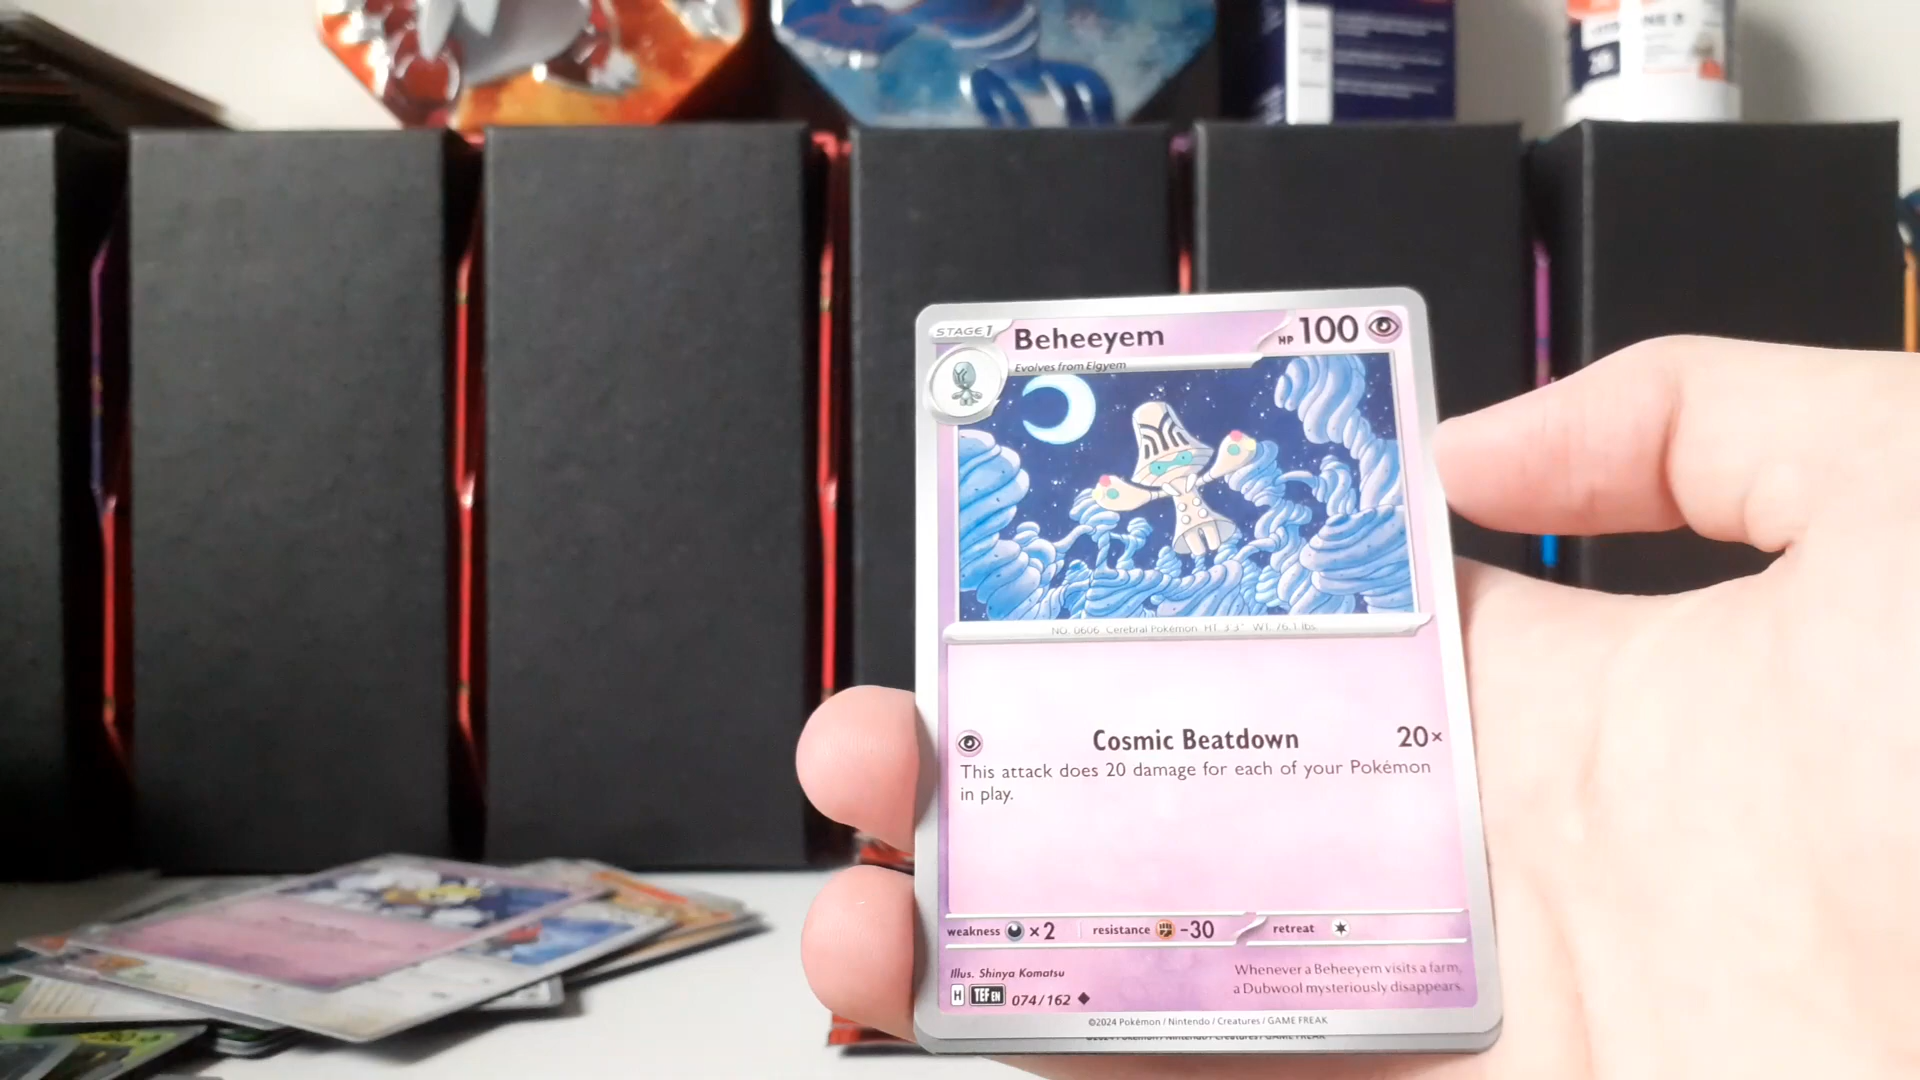 STAGE 1
Beheeyem
HP 100
Evolves from Elgyem
NO. 0606 Cerebral Pokémon HT. 3'3" WT. 76.1 lbs.
Cosmic Beatdown 20×
This attack does 20 damage for each of your Pokémon
in play.
weakness ×2 resistance -30 retreat
Illus. Shinya Komatsu
Whenever a Beheeyem visits a farm,
a Dubwool mysteriously disappears.
H TEF EN 074/162
©2024 Pokémon / Nintendo / Creatures / GAME FREAK